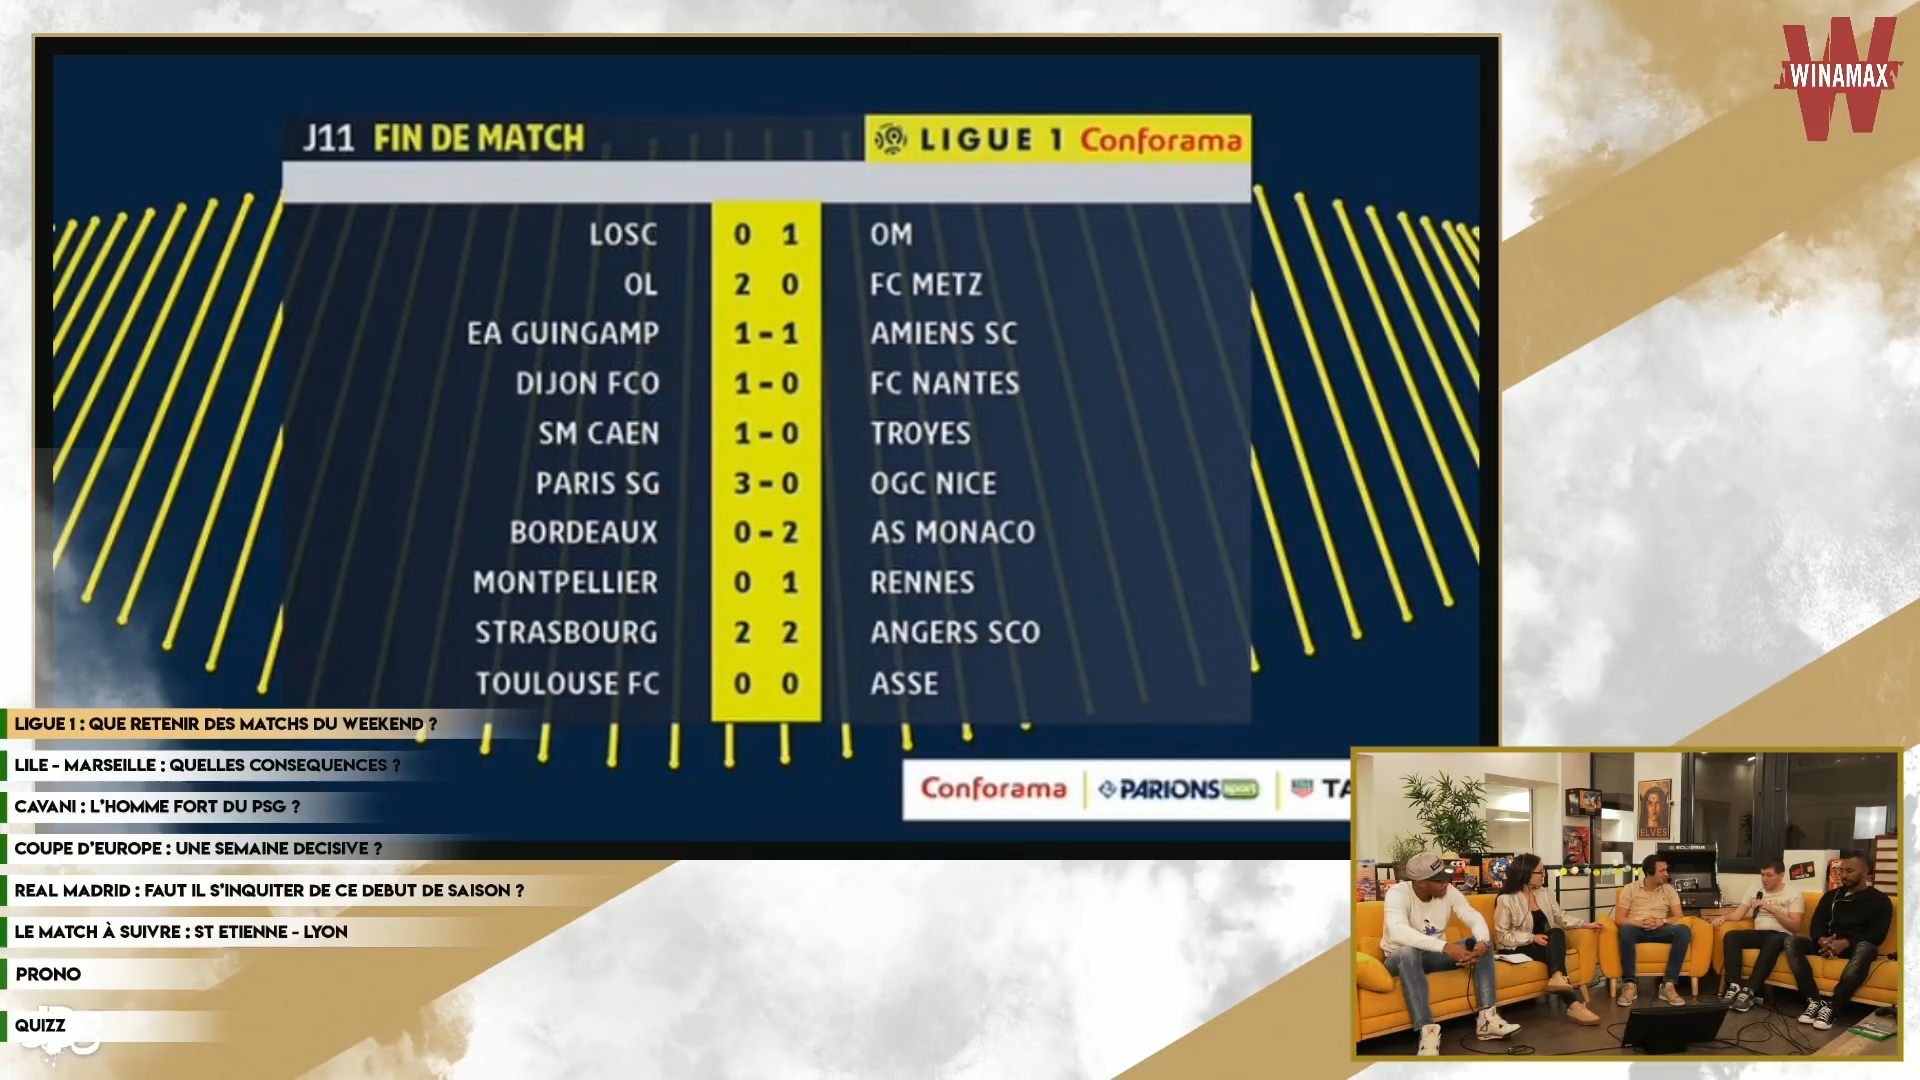 WINAMAX
J11 FIN DE MATCH
LIGUE 1 Conforama
LOSC 0 1 OM
OL 2 0 FC METZ
EA GUINGAMP 1-1 AMIENS SC
DIJON FCO 1-0 FC NANTES
SM CAEN 1-0 TROYES
PARIS SG 3-0 OGC NICE
BORDEAUX 0-2 AS MONACO
MONTPELLIER 0 1 RENNES
STRASBOURG 2 2 ANGERS SCO
TOULOUSE FC 0 0 ASSE
Conforama PARIONS sport TA
LIGUE 1 : QUE RETENIR DES MATCHS DU WEEKEND ?
LILE - MARSEILLE : QUELLES CONSEQUENCES ?
CAVANI : L'HOMME FORT DU PSG ?
COUPE D'EUROPE : UNE SEMAINE DECISIVE ?
REAL MADRID : FAUT IL S'INQUITER DE CE DEBUT DE SAISON ?
LE MATCH À SUIVRE : ST ETIENNE - LYON
PRONO
QUIZZ
ELVES